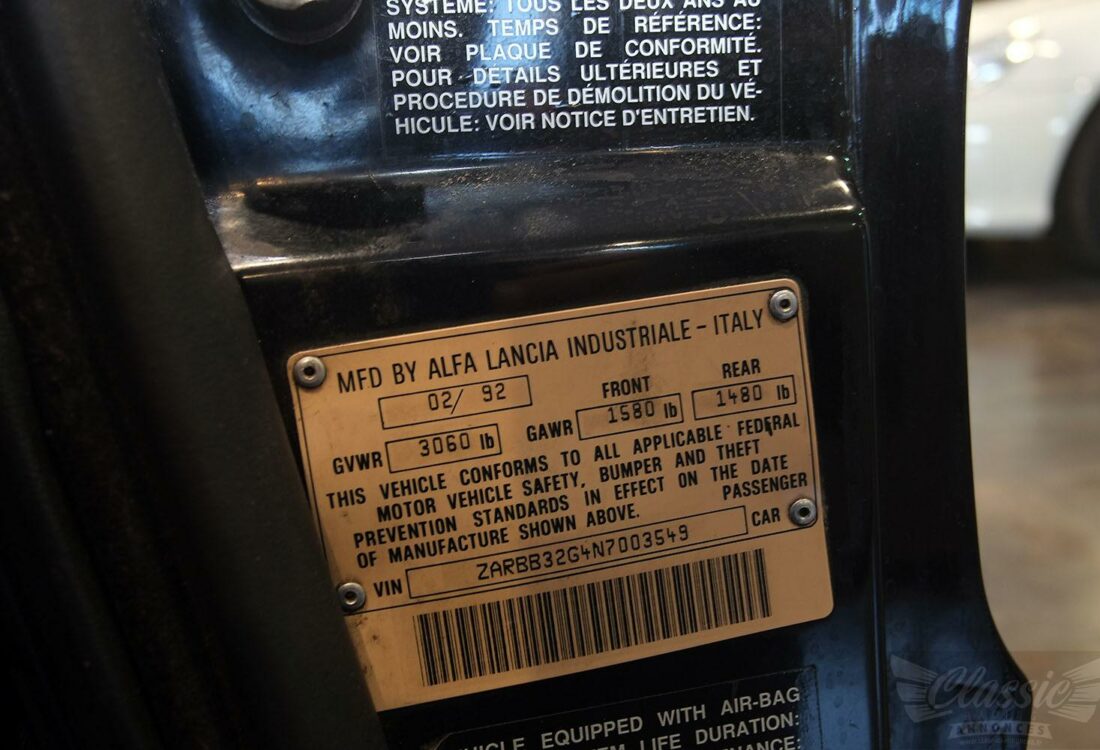 SYSTÈME: TOUS LES DEUX ANS AU
MOINS. TEMPS DE RÉFÉRENCE:
VOIR PLAQUE DE CONFORMITÉ.
POUR DÉTAILS ULTÉRIEURES ET
PROCEDURE DE DÉMOLITION DU VÉ-
HICULE: VOIR NOTICE D'ENTRETIEN.
MFD BY ALFA LANCIA INDUSTRIALE - ITALY
02/ 92
FRONT REAR
GVWR 3060 lb GAWR 1580 lb 1480 lb
THIS VEHICLE CONFORMS TO ALL APPLICABLE FEDERAL
MOTOR VEHICLE SAFETY, BUMPER AND THEFT
PREVENTION STANDARDS IN EFFECT ON THE DATE
OF MANUFACTURE SHOWN ABOVE. PASSENGER
VIN ZARBB32G4N7003549 CAR
EQUIPPED WITH AIR-BAG
LIFE DURATION:
Classic
ANNONCES